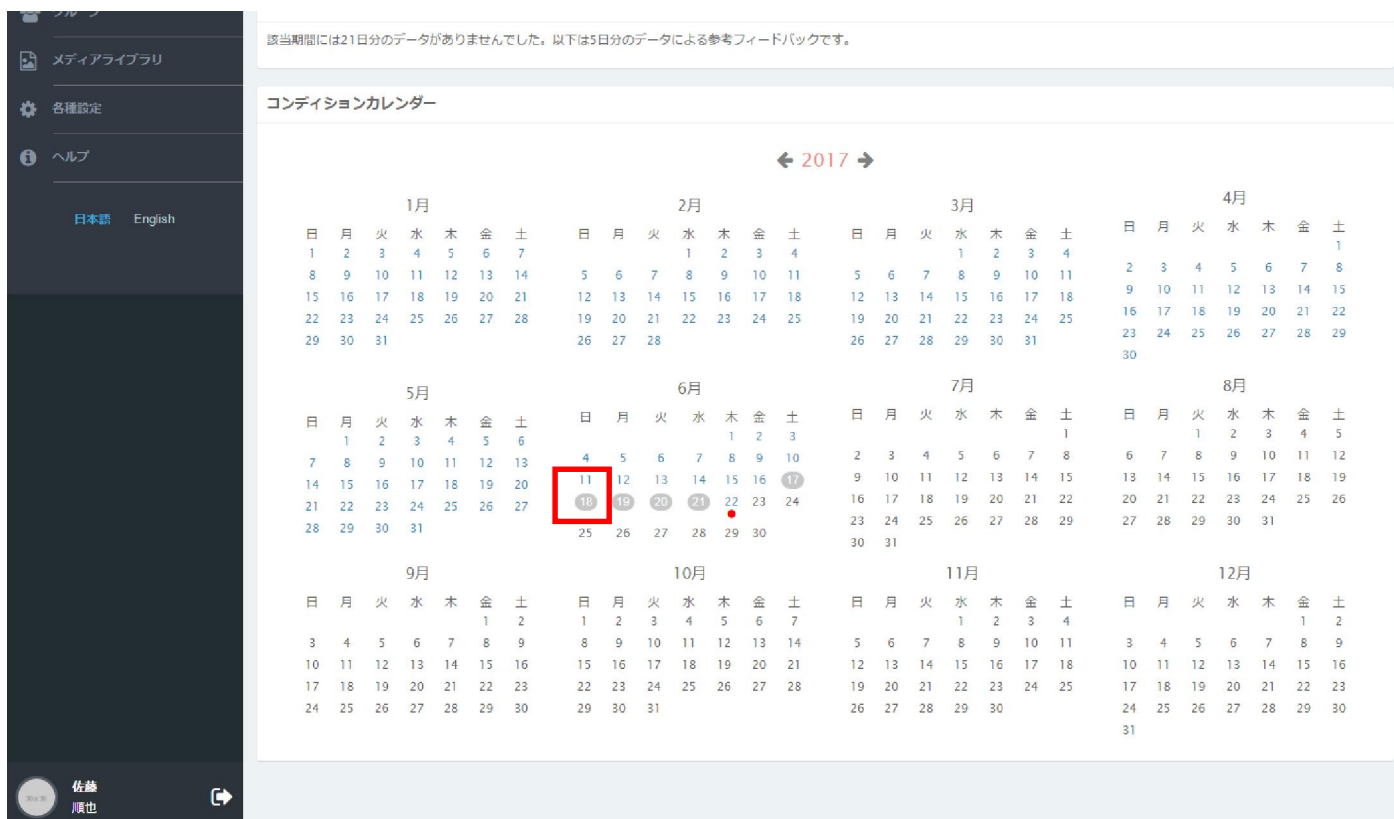 メディアライブラリ
各種設定
ヘルプ
日本語 English
佐藤
順也
該当期間には21日分のデータがありませんでした。以下は5日分のデータによる参考フィードバックです。
コンディションカレンダー
2017
1月
日 月 火 水 木 金 土
1 2 3 4 5 6 7
8 9 10 11 12 13 14
15 16 17 18 19 20 21
22 23 24 25 26 27 28
29 30 31
2月
日 月 火 水 木 金 土
1 2 3 4
5 6 7 8 9 10 11
12 13 14 15 16 17 18
19 20 21 22 23 24 25
26 27 28
3月
日 月 火 水 木 金 土
1 2 3 4
5 6 7 8 9 10 11
12 13 14 15 16 17 18
19 20 21 22 23 24 25
26 27 28 29 30 31
4月
日 月 火 水 木 金 土
1
2 3 4 5 6 7 8
9 10 11 12 13 14 15
16 17 18 19 20 21 22
23 24 25 26 27 28 29
30
5月
日 月 火 水 木 金 土
1 2 3 4 5 6
7 8 9 10 11 12 13
14 15 16 17 18 19 20
21 22 23 24 25 26 27
28 29 30 31
6月
日 月 火 水 木 金 土
1 2 3
4 5 6 7 8 9 10
11 12 13 14 15 16 17
18 19 20 21 22 23 24
25 26 27 28 29 30
7月
日 月 火 水 木 金 土
1
2 3 4 5 6 7 8
9 10 11 12 13 14 15
16 17 18 19 20 21 22
23 24 25 26 27 28 29
30 31
8月
日 月 火 水 木 金 土
1 2 3 4 5
6 7 8 9 10 11 12
13 14 15 16 17 18 19
20 21 22 23 24 25 26
27 28 29 30 31
9月
日 月 火 水 木 金 土
1 2
3 4 5 6 7 8 9
10 11 12 13 14 15 16
17 18 19 20 21 22 23
24 25 26 27 28 29 30
10月
日 月 火 水 木 金 土
1 2 3 4 5 6 7
8 9 10 11 12 13 14
15 16 17 18 19 20 21
22 23 24 25 26 27 28
29 30 31
11月
日 月 火 水 木 金 土
1 2 3 4
5 6 7 8 9 10 11
12 13 14 15 16 17 18
19 20 21 22 23 24 25
26 27 28 29 30
12月
日 月 火 水 木 金 土
1 2
3 4 5 6 7 8 9
10 11 12 13 14 15 16
17 18 19 20 21 22 23
24 25 26 27 28 29 30
31